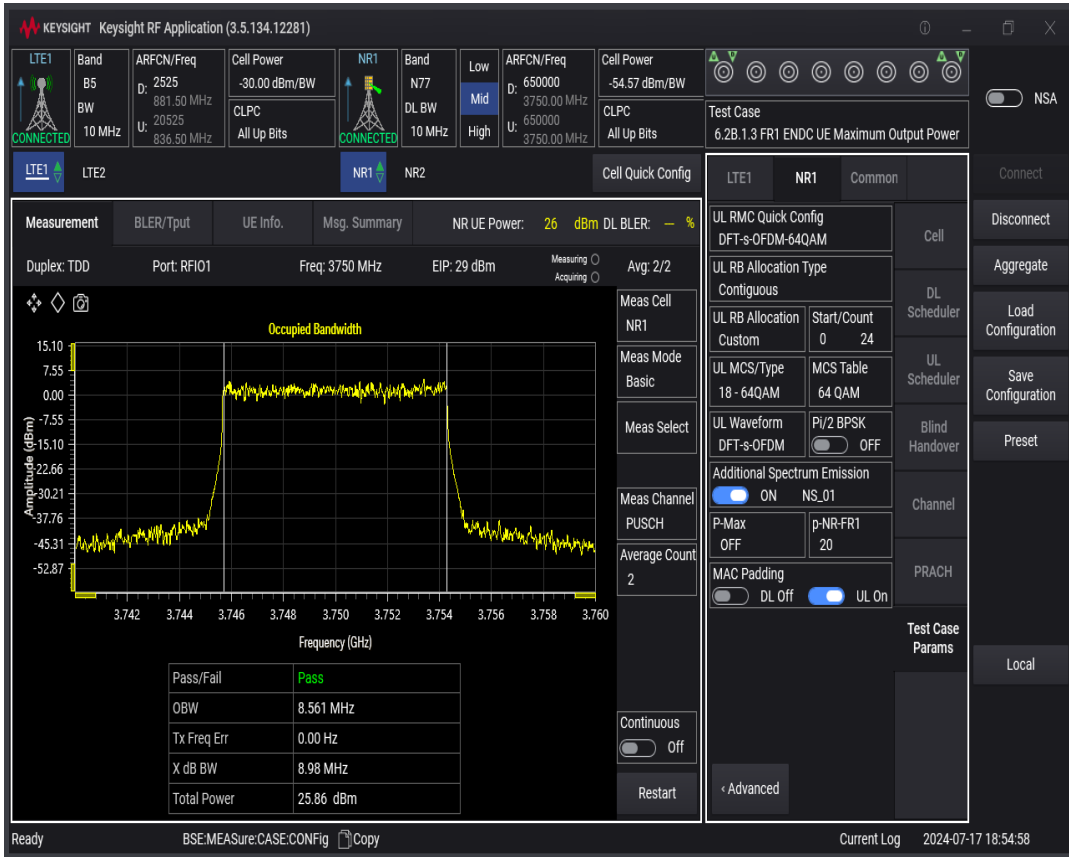 KEYSIGHT Keysight RF Application (3.5.134.12281)
LTE1
CONNECTED
Band
B5
BW
10 MHz
ARFCN/Freq
D: 2525
881.50 MHz
U: 20525
836.50 MHz
Cell Power
-30.00 dBm/BW
CLPC
All Up Bits
NR1
CONNECTED
Band
N77
DL BW
10 MHz
Low
Mid
High
ARFCN/Freq
D: 650000
3750.00 MHz
U: 650000
3750.00 MHz
Cell Power
-54.57 dBm/BW
CLPC
All Up Bits
Test Case
6.2B.1.3 FR1 ENDC UE Maximum Output Power
NSA
LTE1 LTE2 NR1 NR2 Cell Quick Config
Measurement BLER/Tput UE Info. Msg. Summary NR UE Power: 26 dBm DL BLER: --- %
Duplex: TDD Port: RFIO1 Freq: 3750 MHz EIP: 29 dBm Measuring Acquiring Avg: 2/2
Occupied Bandwidth
Amplitude (dBm)
15.10
7.55
0.00
-7.55
-15.10
-22.66
-30.21
-37.76
-45.31
-52.87
3.742 3.744 3.746 3.748 3.750 3.752 3.754 3.756 3.758 3.760
Frequency (GHz)
Pass/Fail Pass
OBW 8.561 MHz
Tx Freq Err 0.00 Hz
X dB BW 8.98 MHz
Total Power 25.86 dBm
Meas Cell
NR1
Meas Mode
Basic
Meas Select
Meas Channel
PUSCH
Average Count
2
Continuous
Off
Restart
LTE1 NR1 Common
UL RMC Quick Config
DFT-s-OFDM-64QAM
UL RB Allocation Type
Contiguous
UL RB Allocation
Custom
Start/Count
0 24
UL MCS/Type
18 - 64QAM
MCS Table
64 QAM
UL Waveform
DFT-s-OFDM
Pi/2 BPSK
OFF
Additional Spectrum Emission
ON NS_01
P-Max
OFF
p-NR-FR1
20
MAC Padding
DL Off UL On
‹ Advanced
Cell
DL
Scheduler
UL
Scheduler
Blind
Handover
Channel
PRACH
Test Case
Params
Connect
Disconnect
Aggregate
Load
Configuration
Save
Configuration
Preset
Local
Ready BSE:MEASure:CASE:CONFig Copy Current Log 2024-07-17 18:54:58